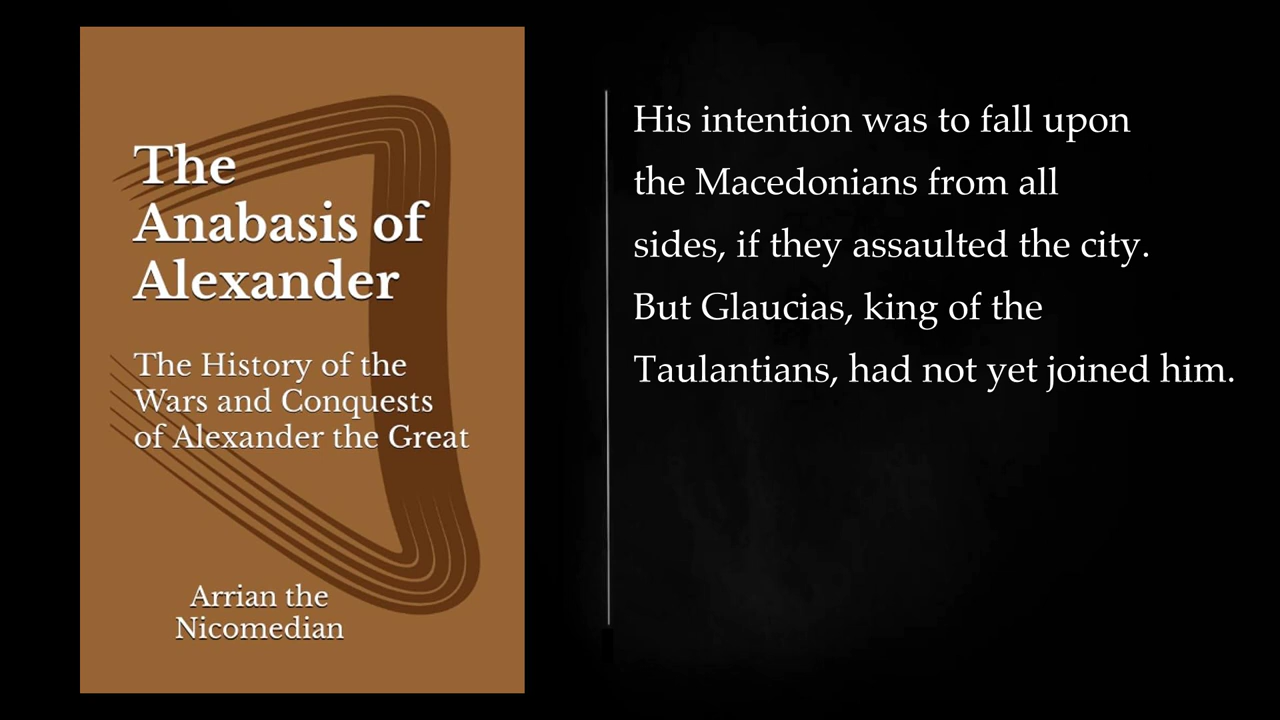 The
Anabasis of
Alexander
The History of the
Wars and Conquests
of Alexander the Great
Arrian the
Nicomedian
His intention was to fall upon
the Macedonians from all
sides, if they assaulted the city.
But Glaucias, king of the
Taulantians, had not yet joined him.